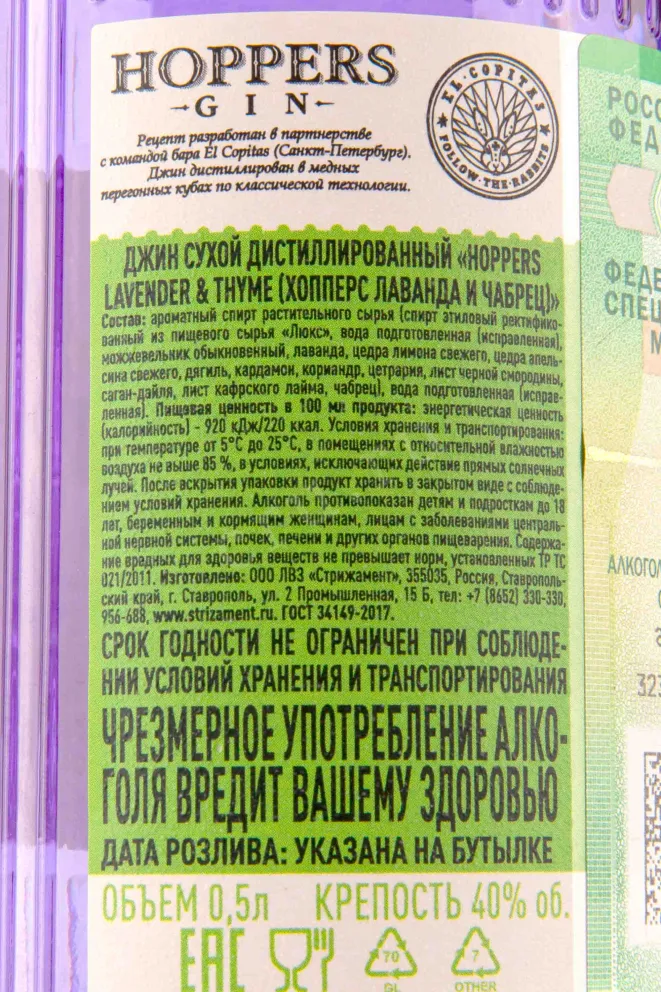 HOPPERS
GIN
EL·COPITAS
FOLLOW·THE·RABBITS
Рецепт разработан в партнерстве
с командой бара El Copitas (Санкт-Петербург).
Джин дистиллирован в медных
перегонных кубах по классической технологии.
ДЖИН СУХОЙ ДИСТИЛЛИРОВАННЫЙ «HOPPERS
LAVENDER & THYME (ХОППЕРС ЛАВАНДА И ЧАБРЕЦ)»
Состав: ароматный спирт растительного сырья (спирт этиловый ректифико-
ванный из пищевого сырья «Люкс», вода подготовленная (исправленная),
можжевельник обыкновенный, лаванда, цедра лимона свежего, цедра апель-
сина свежего, дягиль, кардамон, кориандр, цетрария, лист черной смородины,
саган-дэйля, лист кафрского лайма, чабрец), вода подготовленная (исправ-
ленная). Пищевая ценность в 100 мл продукта: энергетическая ценность
(калорийность) - 920 кДж/220 ккал. Условия хранения и транспортирования:
при температуре от 5°С до 25°С, в помещениях с относительной влажностью
воздуха не выше 85 %, в условиях, исключающих действие прямых солнечных
лучей. После вскрытия упаковки продукт хранить в закрытом виде с соблюде-
нием условий хранения. Алкоголь противопоказан детям и подросткам до 18
лет, беременным и кормящим женщинам, лицам с заболеваниями централь-
ной нервной системы, почек, печени и других органов пищеварения. Содержа-
ние вредных для здоровья веществ не превышает норм, установленных ТР ТС
021/2011. Изготовлено: ООО ЛВЗ «Стрижамент», 355035, Россия, Ставрополь-
ский край, г. Ставрополь, ул. 2 Промышленная, 15 Б, тел: +7 (8652) 330-330,
956-688, www.strizament.ru. ГОСТ 34149-2017.
СРОК ГОДНОСТИ НЕ ОГРАНИЧЕН ПРИ СОБЛЮДЕ-
НИИ УСЛОВИЙ ХРАНЕНИЯ И ТРАНСПОРТИРОВАНИЯ
ЧРЕЗМЕРНОЕ УПОТРЕБЛЕНИЕ АЛКО-
ГОЛЯ ВРЕДИТ ВАШЕМУ ЗДОРОВЬЮ
ДАТА РОЗЛИВА: УКАЗАНА НА БУТЫЛКЕ
ОБЪЕМ 0,5л КРЕПОСТЬ 40% об.
EAC
70
GL
7
OTHER